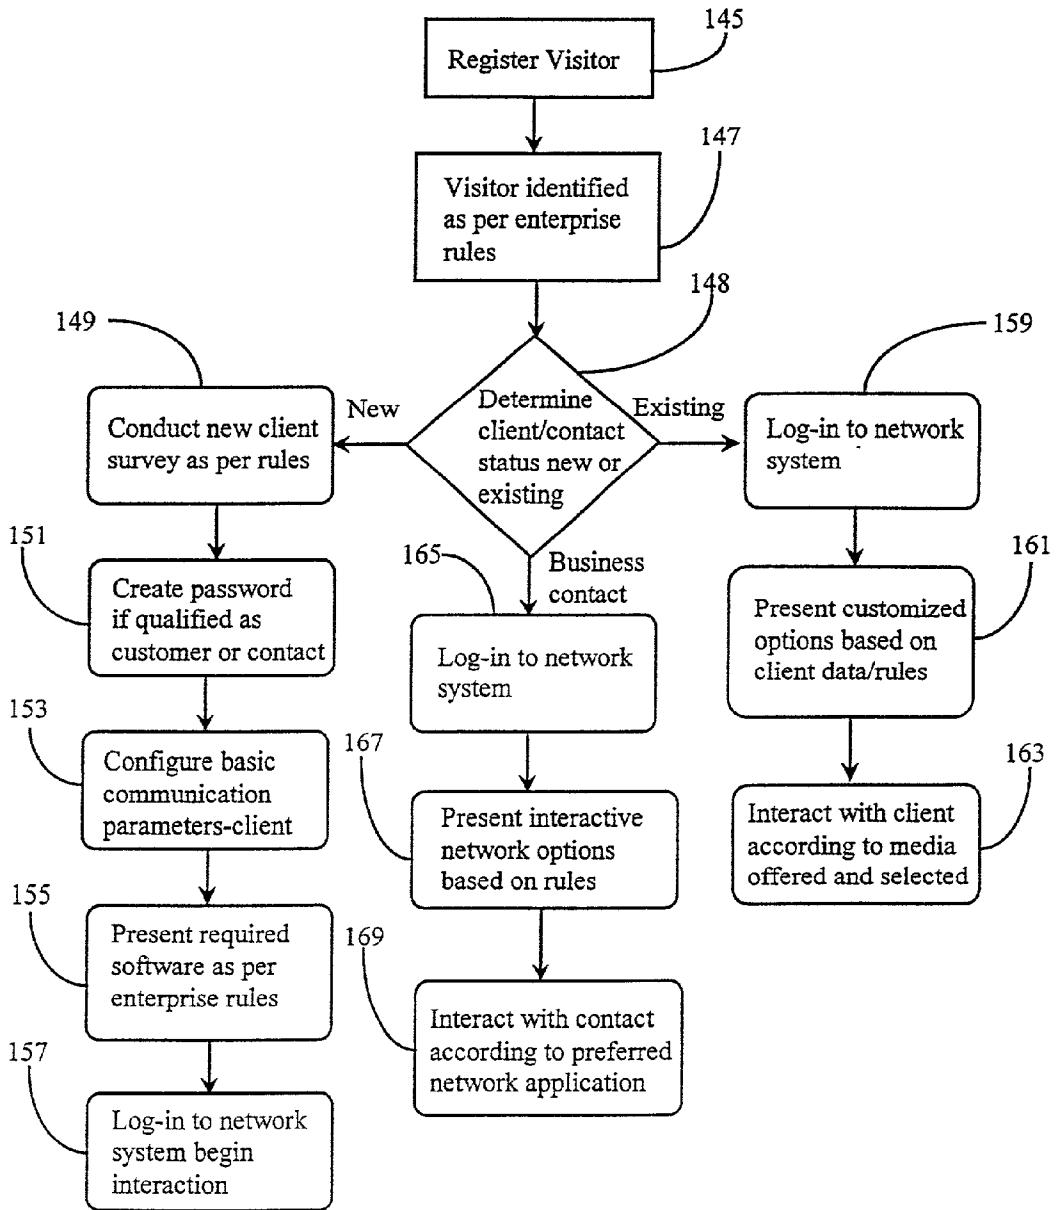 145
Register Visitor
147
Visitor identified
as per enterprise
rules
148
149
159
New
Determine
client/contact
status new or
existing
Existing
Conduct new client
survey as per rules
Log-in to network
system
151
Create password
if qualified as
customer or contact
165
Business
contact
161
Present customized
options based on
client data/rules
Log-in to network
system
153
Configure basic
communication
parameters-client
167
Present interactive
network options
based on rules
163
Interact with client
according to media
offered and selected
155
Present required
software as per
enterprise rules
169
Interact with contact
according to preferred
network application
157
Log-in to network
system begin
interaction